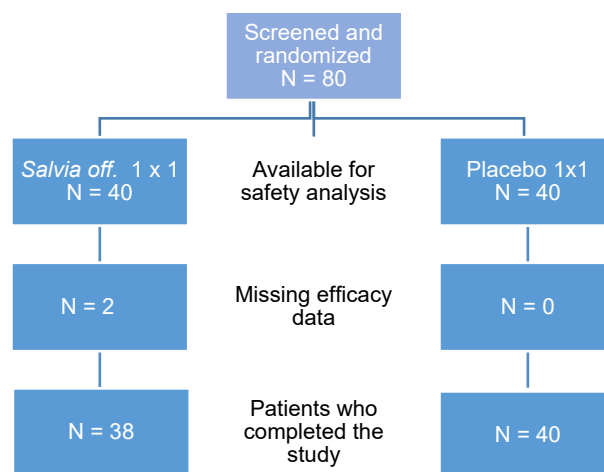 Screened and
randomized
N = 80
Salvia off. 1 x 1
N = 40
Available for
safety analysis
Placebo 1x1
N = 40
N = 2
Missing efficacy
data
N = 0
N = 38
Patients who
completed the
study
N = 40